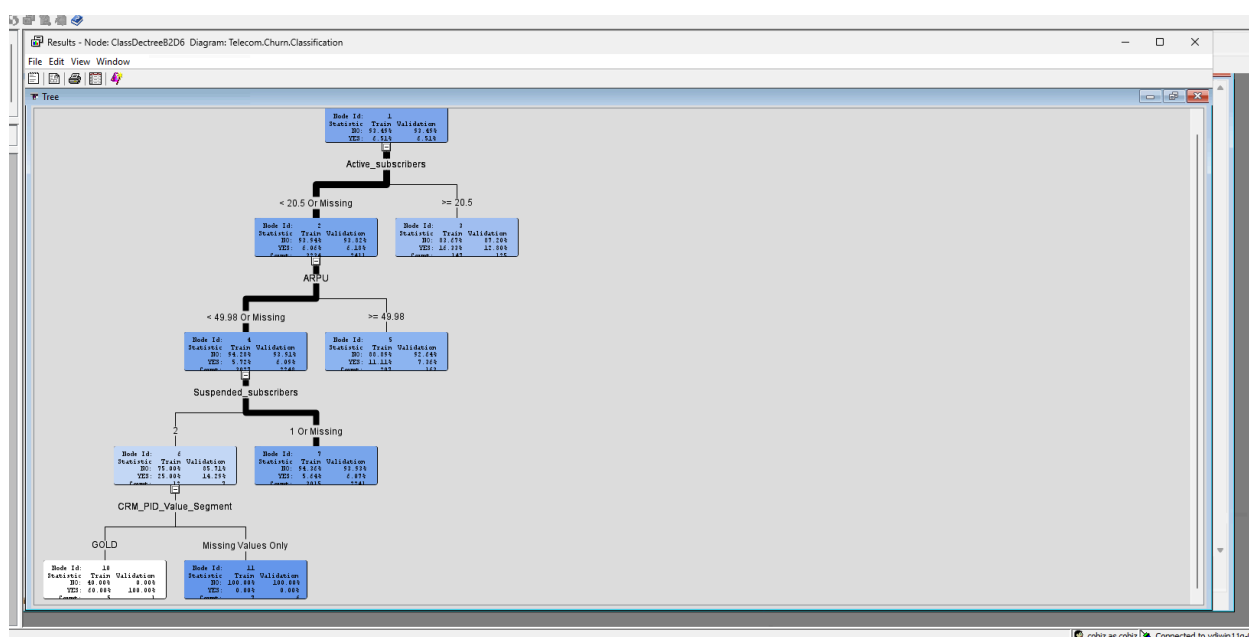 Results - Node: ClassDectreeB2D6 Diagram: Telecom.Churn.Classification
File Edit View Window
Tree
Node Id: 1
Statistic Train Validation
NO: 93.49% 93.49%
YES: 6.51% 6.51%
Active_subscribers
< 20.5 Or Missing
>= 20.5
Node Id: 2
Statistic Train Validation
NO: 93.94% 93.82%
YES: 6.06% 6.18%
Node Id: 3
Statistic Train Validation
NO: 83.67% 87.20%
YES: 16.33% 12.80%
ARPU
< 49.98 Or Missing
>= 49.98
Node Id: 4
Statistic Train Validation
NO: 94.28% 93.91%
YES: 5.72% 6.09%
Node Id: 5
Statistic Train Validation
NO: 88.89% 92.64%
YES: 11.11% 7.36%
Suspended_subscribers
2
1 Or Missing
Node Id: 6
Statistic Train Validation
NO: 75.00% 85.71%
YES: 25.00% 14.29%
Node Id: 7
Statistic Train Validation
NO: 94.36% 93.93%
YES: 5.64% 6.07%
CRM_PID_Value_Segment
GOLD
Missing Values Only
Node Id: 10
Statistic Train Validation
NO: 40.00% 0.00%
YES: 60.00% 100.00%
Node Id: 11
Statistic Train Validation
NO: 100.00% 100.00%
YES: 0.00% 0.00%
cobiz as cobiz